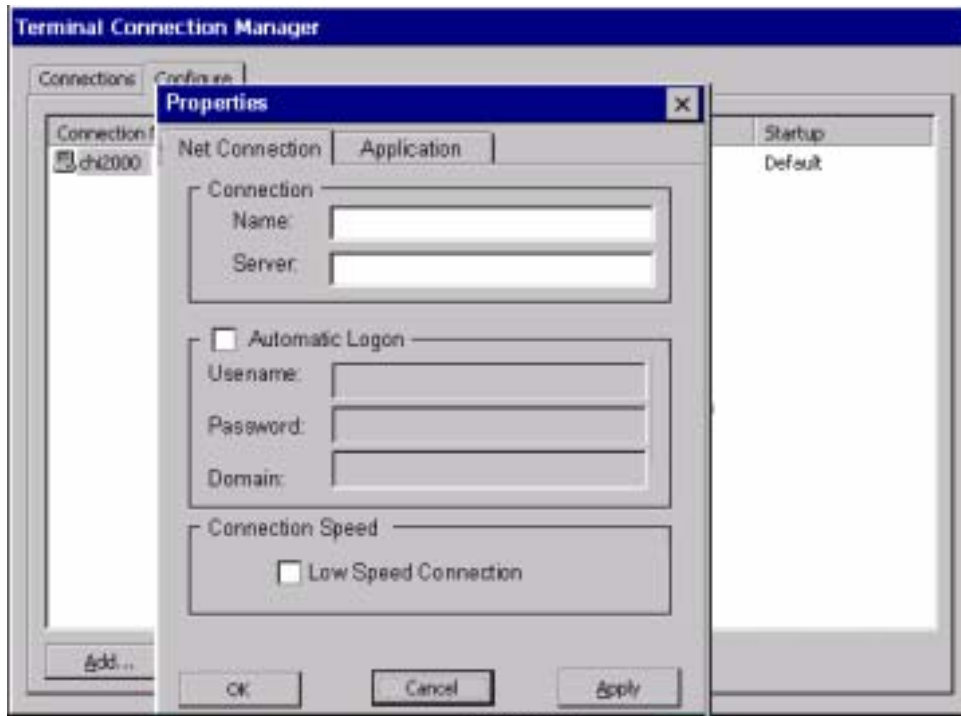 Terminal Connection Manager
Connections Configure
Properties
Connection
Startup
chi2000
Default
Net Connection Application
Connection
Name:
Server:
Automatic Logon
Usename:
Password:
Domain:
Connection Speed
Low Speed Connection
Add...
OK Cancel Apply